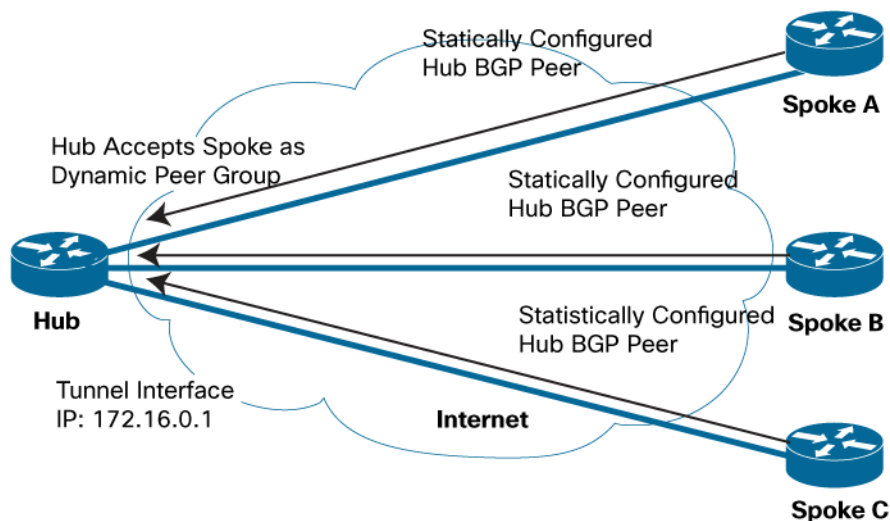 Statically Configured
Hub BGP Peer
Spoke A
Hub Accepts Spoke as
Dynamic Peer Group
Statically Configured
Hub BGP Peer
Hub
Spoke B
Statistically Configured
Hub BGP Peer
Tunnel Interface
IP: 172.16.0.1
Internet
Spoke C